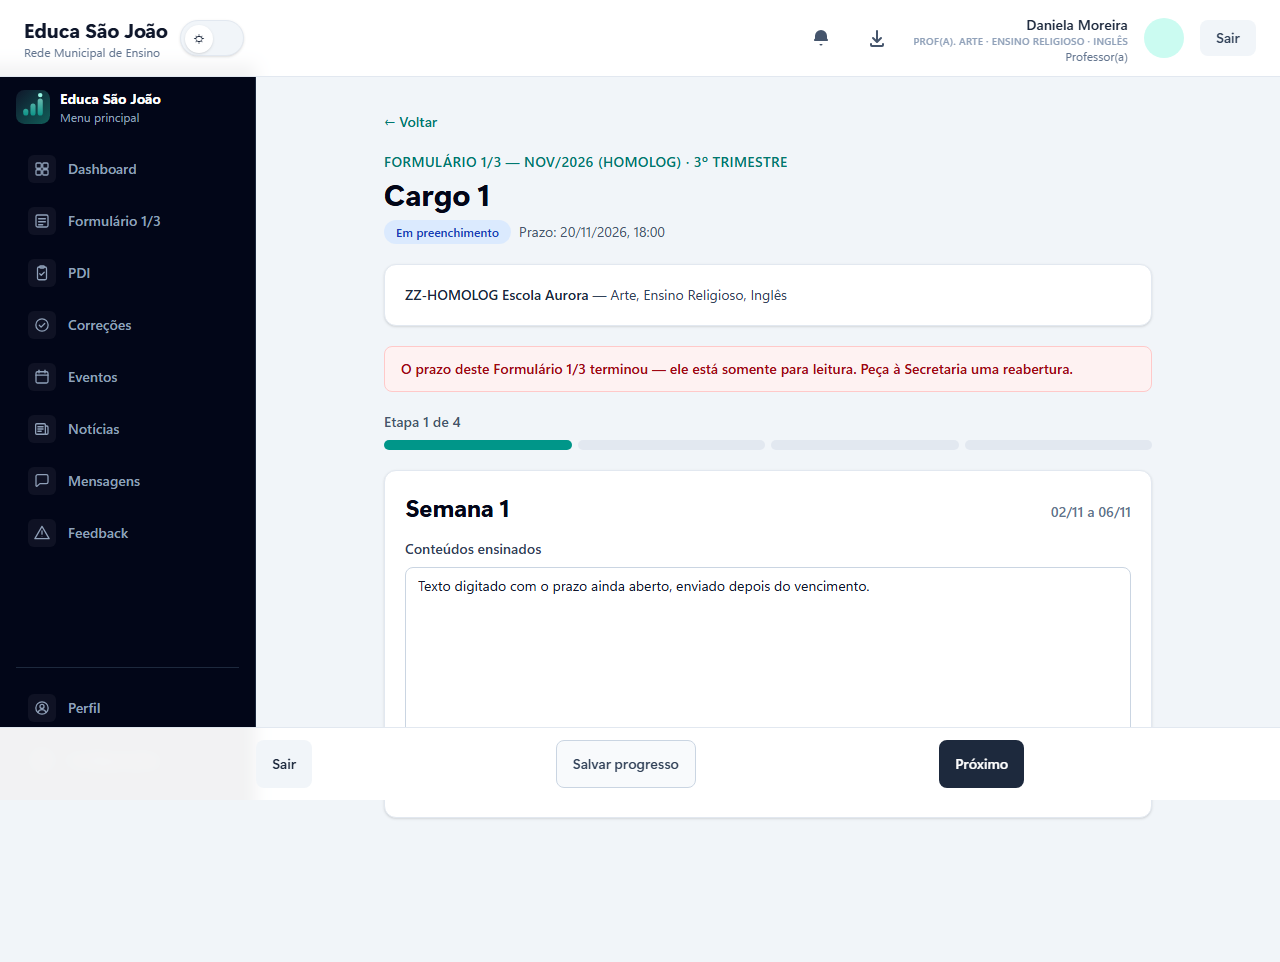 Educa São João
Rede Municipal de Ensino
Daniela Moreira
PROF(A). ARTE · ENSINO RELIGIOSO · INGLÊS
Professor(a)
Sair
Educa São João
Menu principal
Dashboard
Formulário 1/3
PDI
Correções
Eventos
Notícias
Mensagens
Feedback
Perfil
← Voltar
FORMULÁRIO 1/3 — NOV/2026 (HOMOLOG) · 3º TRIMESTRE
Cargo 1
Em preenchimento
Prazo: 20/11/2026, 18:00
ZZ-HOMOLOG Escola Aurora — Arte, Ensino Religioso, Inglês
O prazo deste Formulário 1/3 terminou — ele está somente para leitura. Peça à Secretaria uma reabertura.
Etapa 1 de 4
Semana 1
02/11 a 06/11
Conteúdos ensinados
Texto digitado com o prazo ainda aberto, enviado depois do vencimento.
Sair
Salvar progresso
Próximo